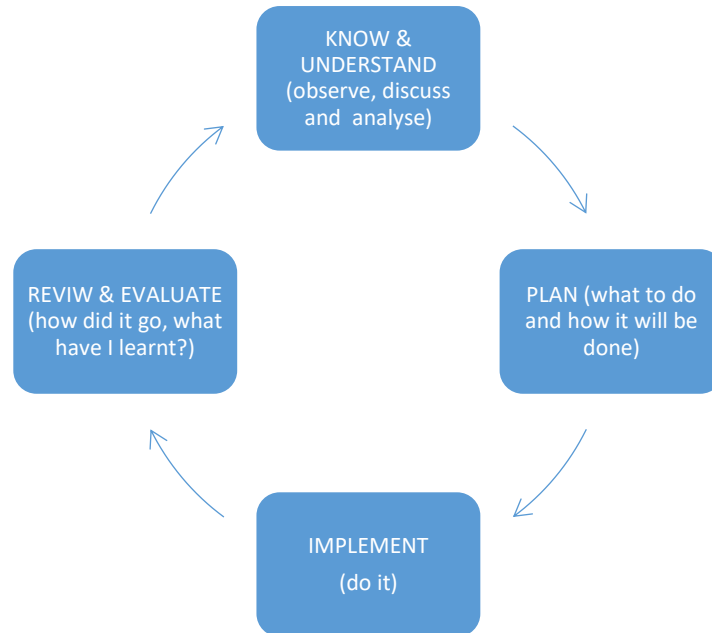 KNOW &
UNDERSTAND
(observe, discuss
and analyse)
PLAN (what to do
and how it will be
done)
IMPLEMENT
(do it)
REVIW & EVALUATE
(how did it go, what
have I learnt?)